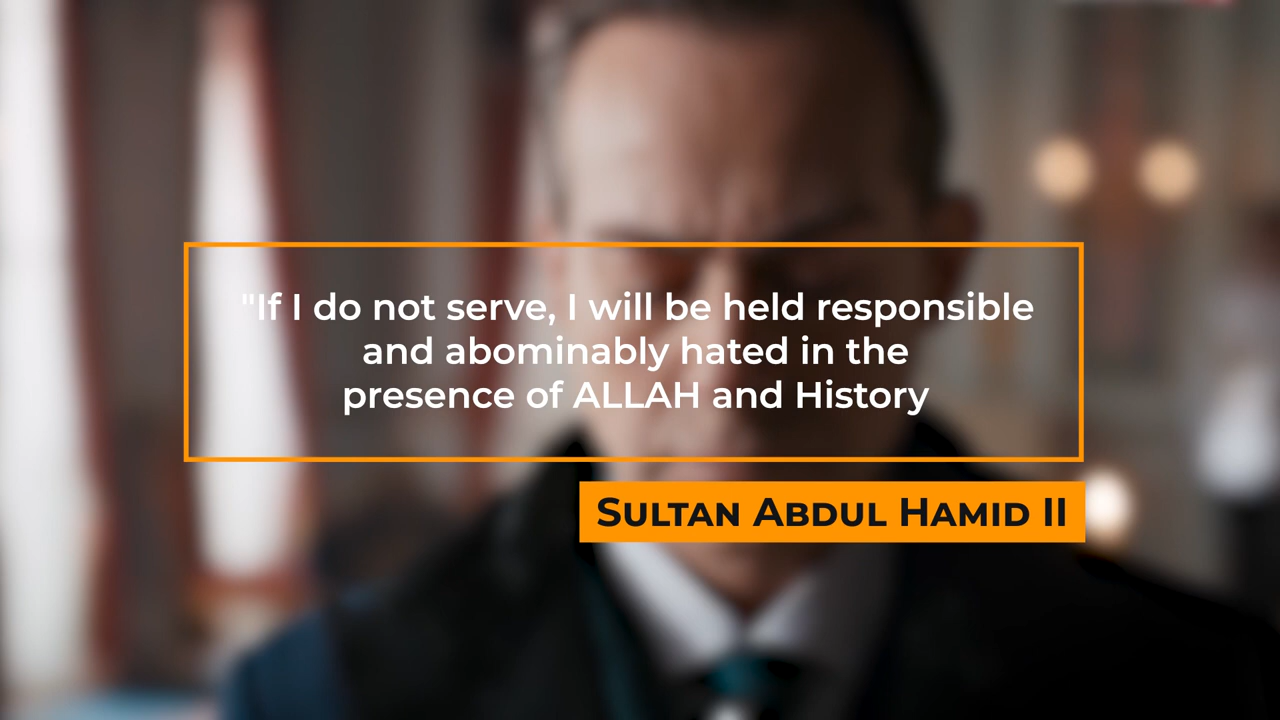 "If I do not serve, I will be held responsible
and abominably hated in the
presence of ALLAH and History
Sultan Abdul Hamid II